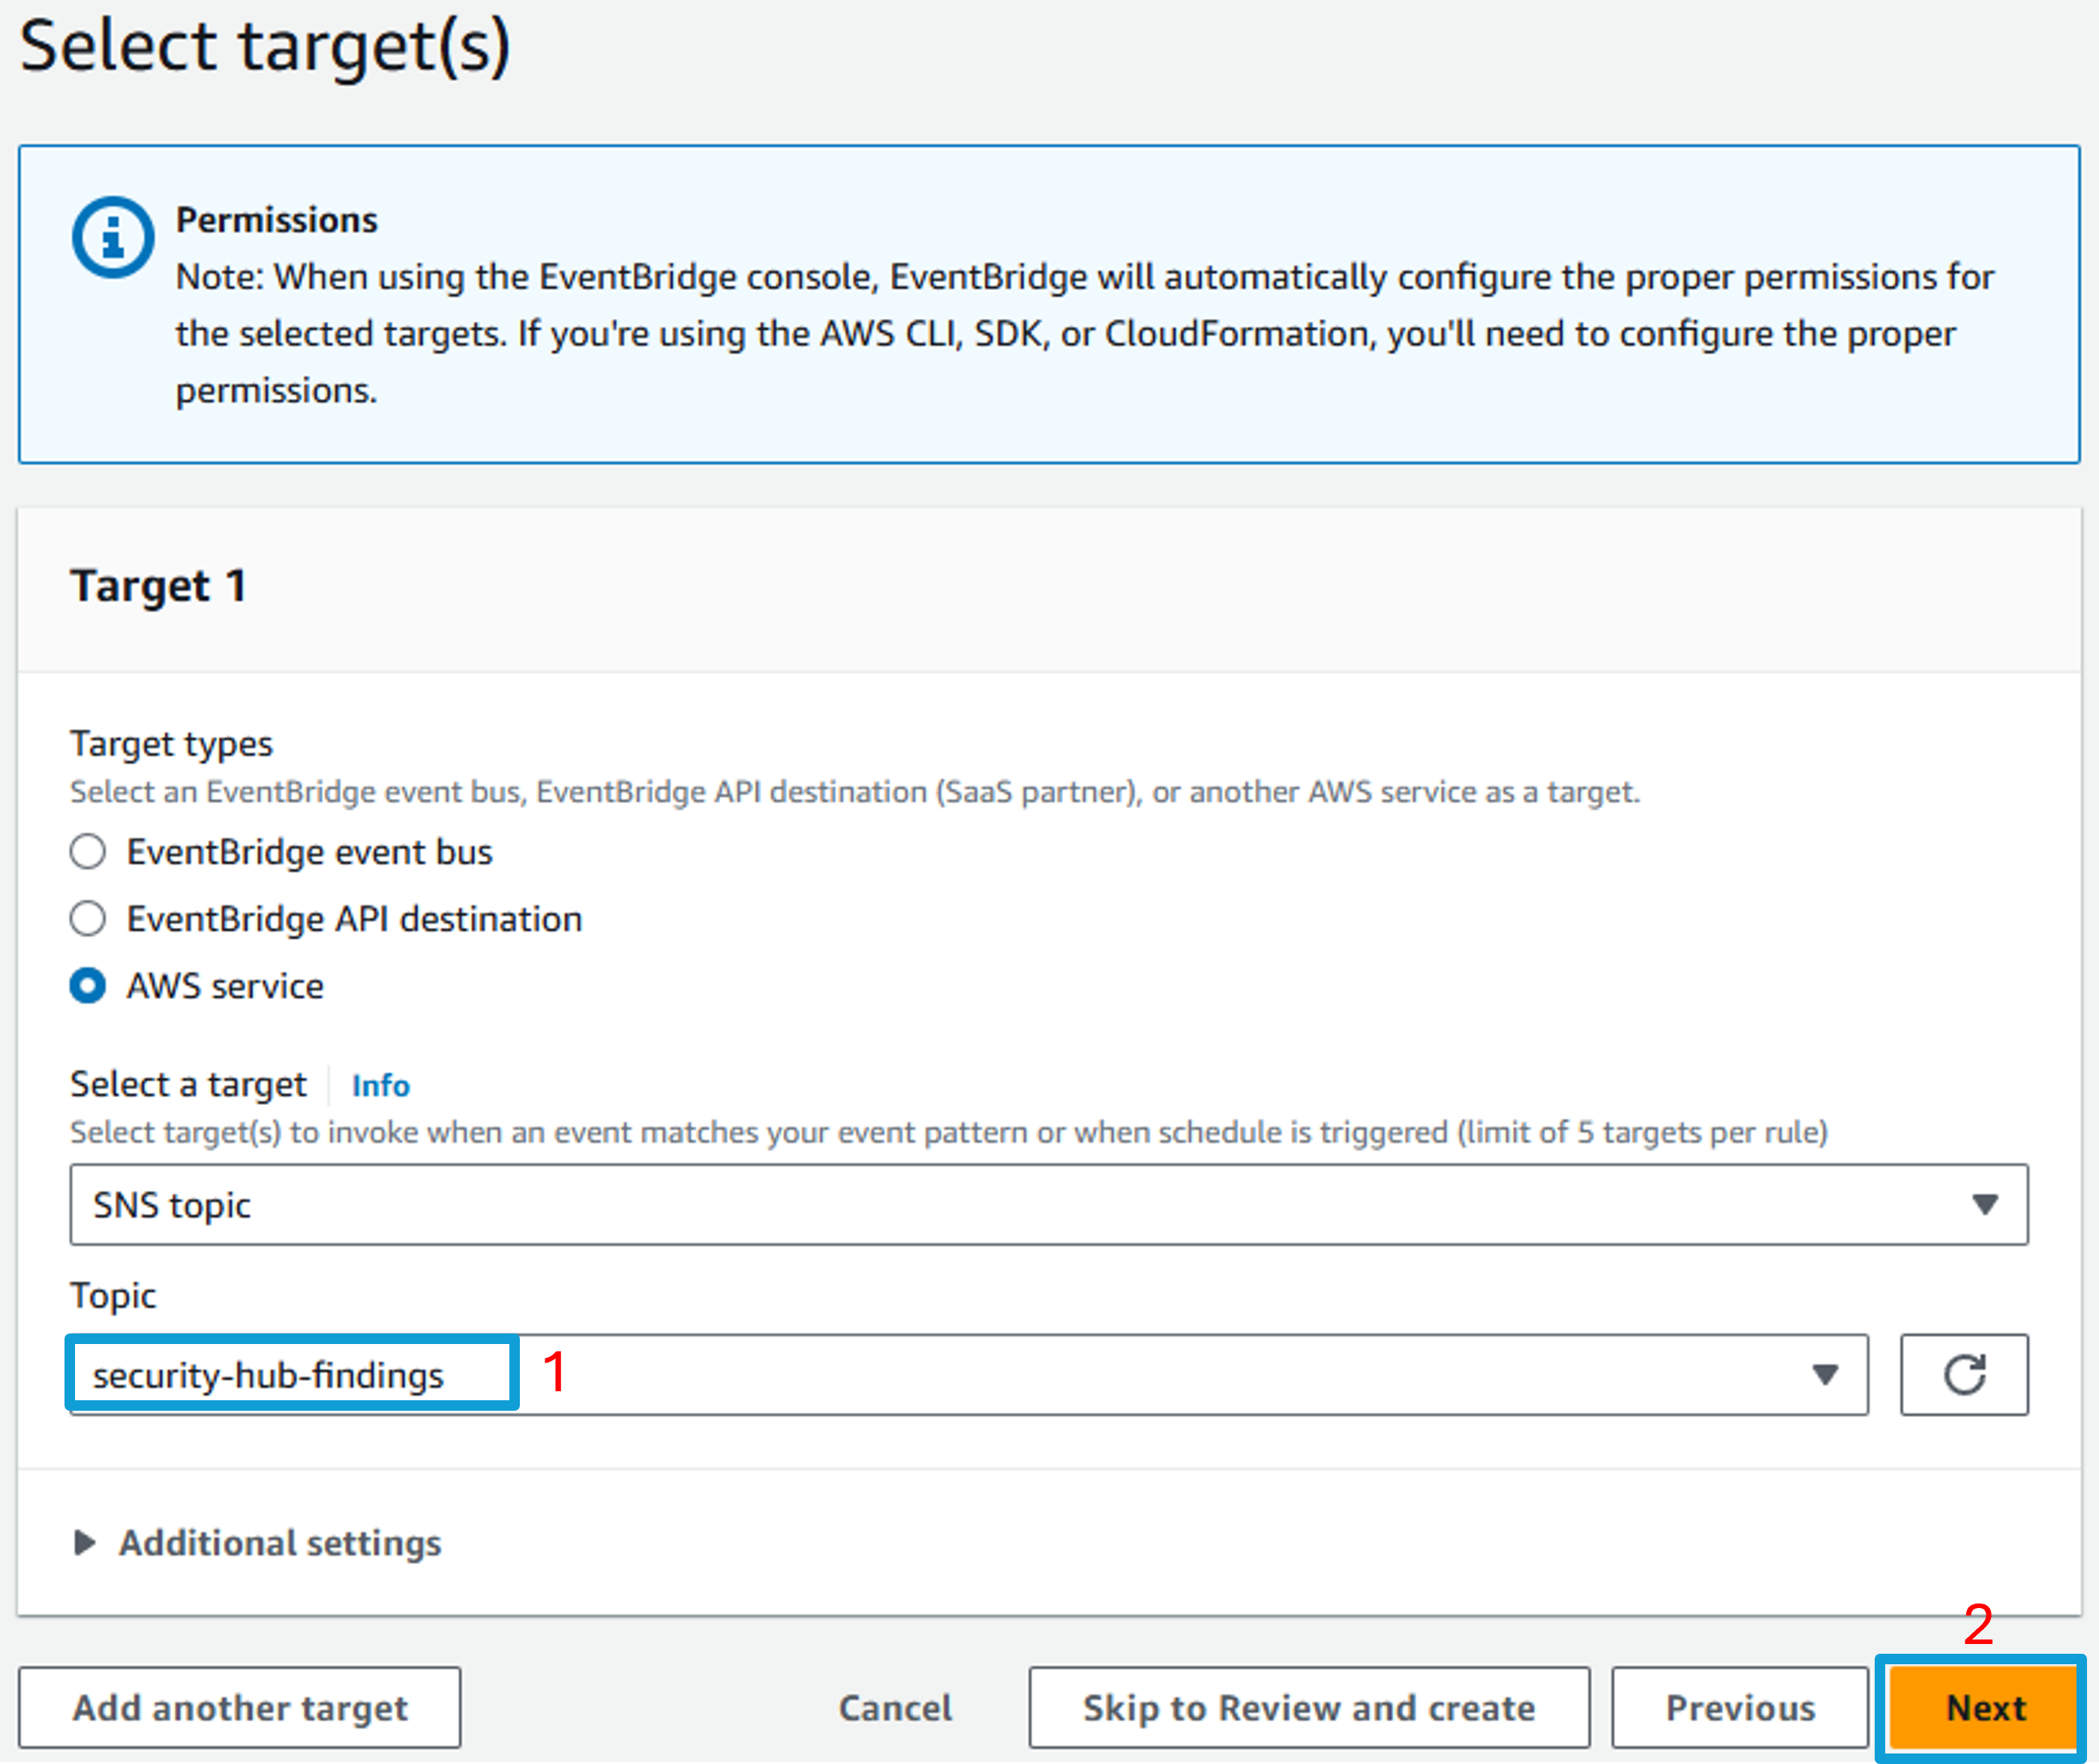 Select target(s)
Permissions
Note: When using the EventBridge console, EventBridge will automatically configure the proper permissions for
the selected targets. If you're using the AWS CLI, SDK, or CloudFormation, you'll need to configure the proper
permissions.
Target 1
Target types
Select an EventBridge event bus, EventBridge API destination (SaaS partner), or another AWS service as a target.
EventBridge event bus
EventBridge API destination
AWS service
Select a target Info
Select target(s) to invoke when an event matches your event pattern or when schedule is triggered (limit of 5 targets per rule)
SNS topic
Topic
security-hub-findings 1
Additional settings
2
Add another target Cancel Skip to Review and create Previous Next